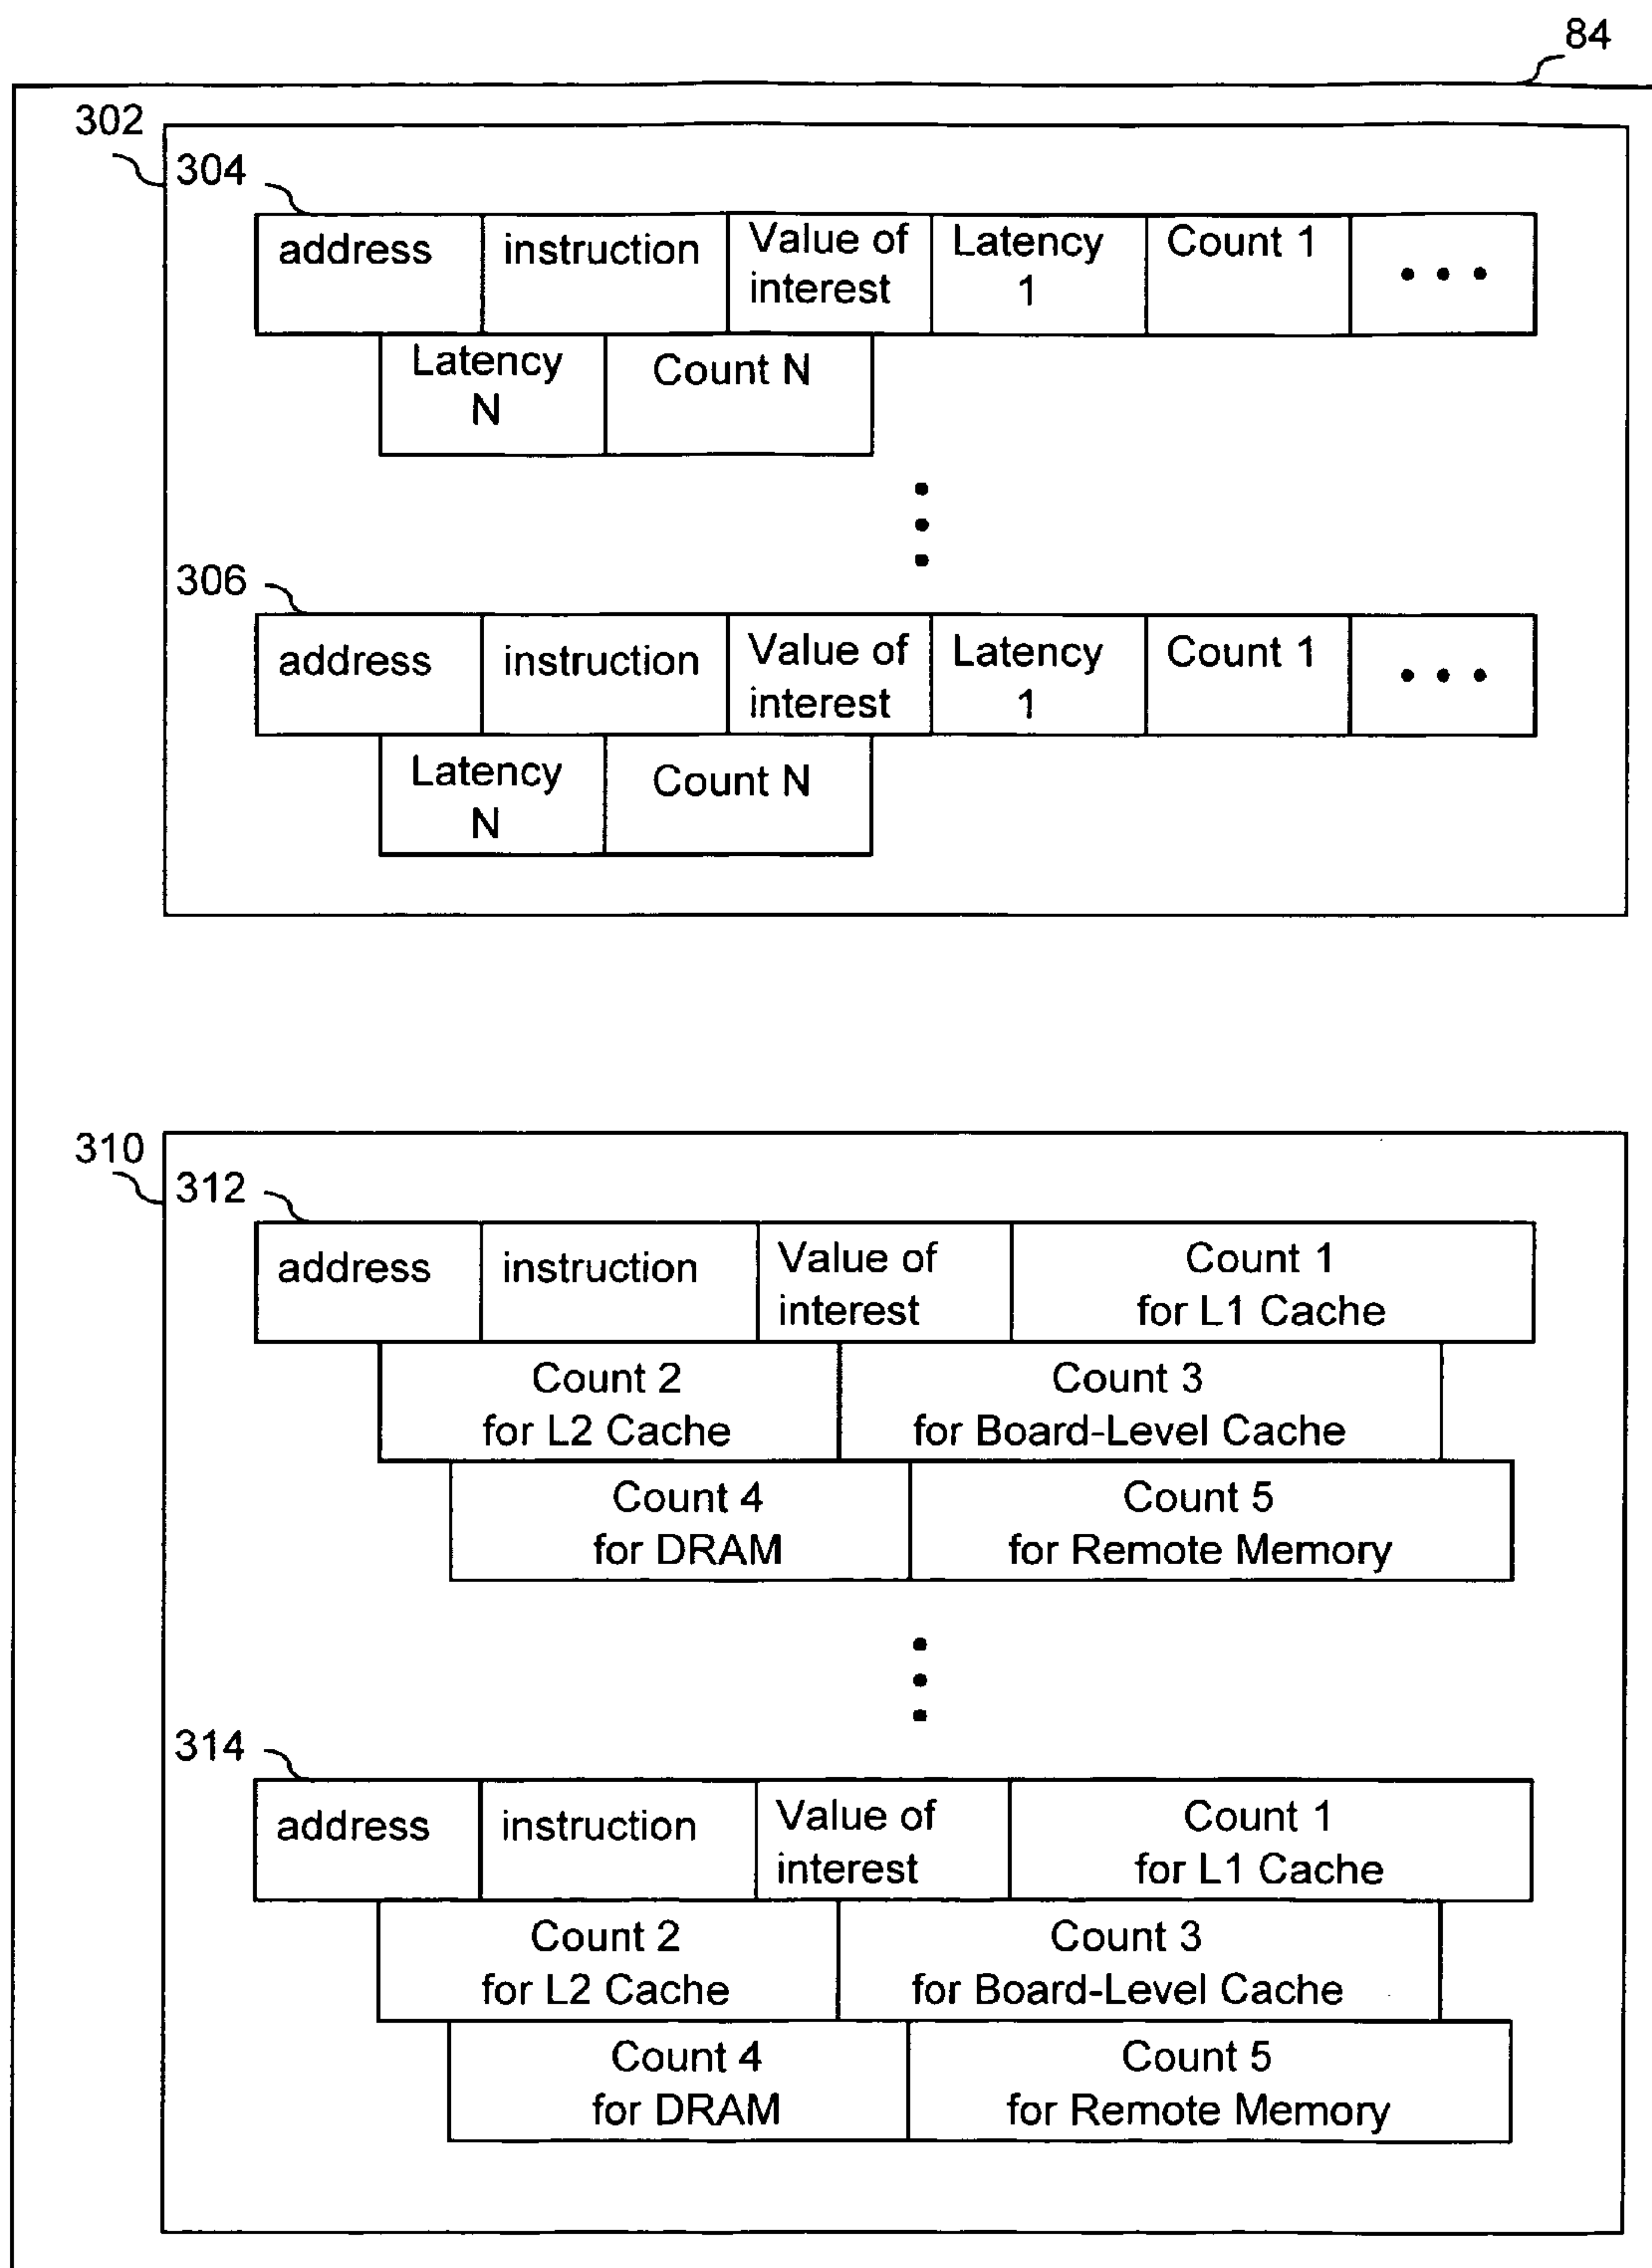 84
302
304
address instruction Value of interest Latency 1 Count 1 • • •
Latency N Count N
306
address instruction Value of interest Latency 1 Count 1 • • •
Latency N Count N
310
312
address instruction Value of interest Count 1 for L1 Cache
Count 2 for L2 Cache Count 3 for Board-Level Cache
Count 4 for DRAM Count 5 for Remote Memory
314
address instruction Value of interest Count 1 for L1 Cache
Count 2 for L2 Cache Count 3 for Board-Level Cache
Count 4 for DRAM Count 5 for Remote Memory